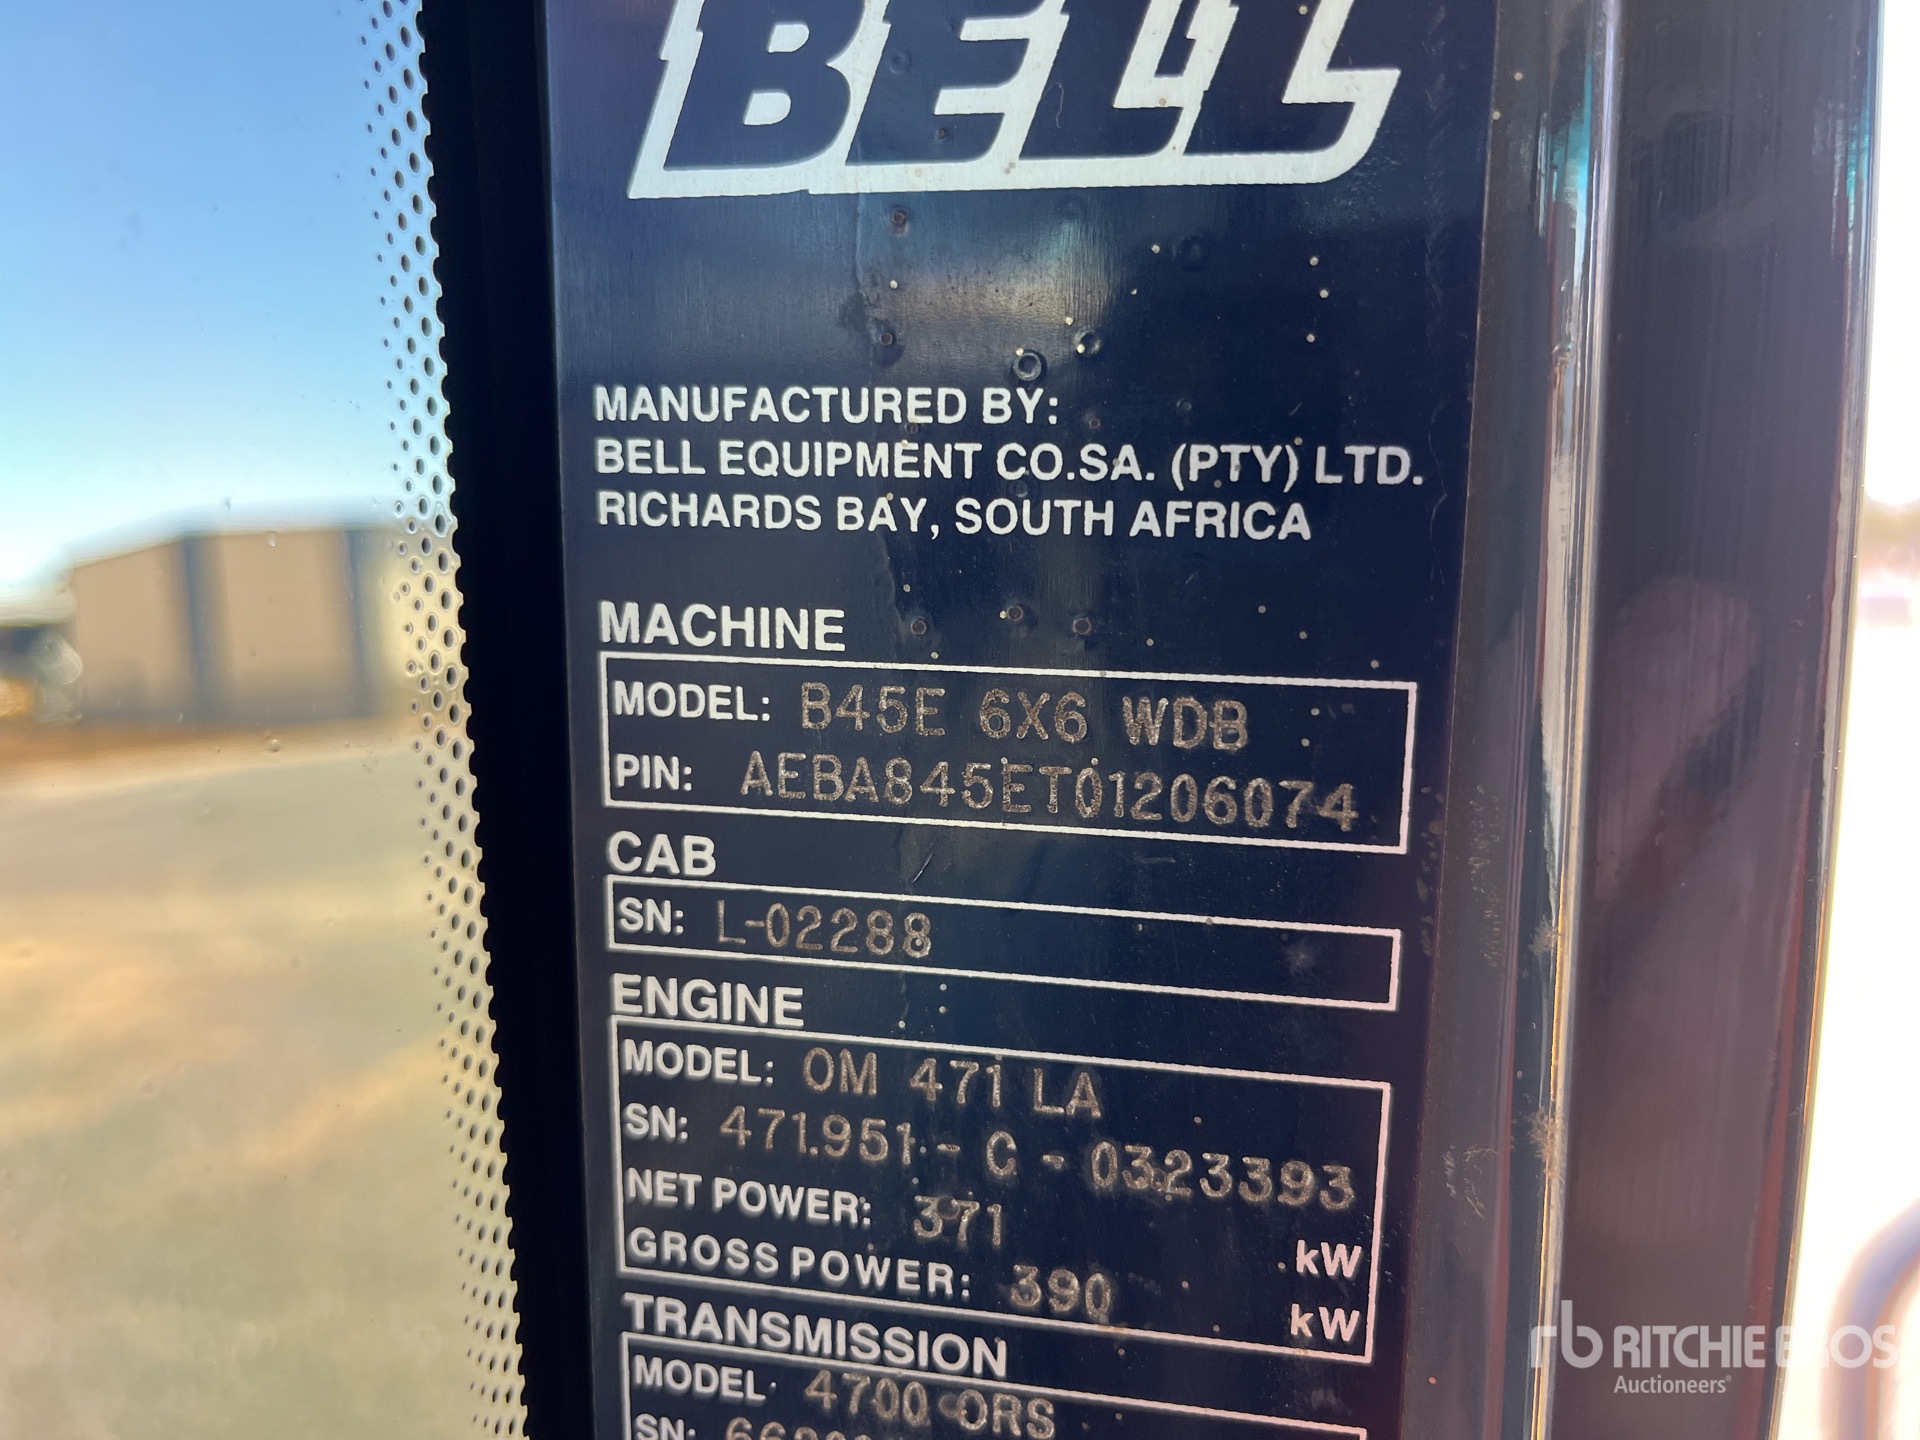 BELL
MANUFACTURED BY:
BELL EQUIPMENT CO.SA. (PTY) LTD.
RICHARDS BAY, SOUTH AFRICA
MACHINE
MODEL: B45E 6X6 WDB
PIN: AEBA845ET01206074
CAB
SN: L-02288
ENGINE
MODEL: OM 471 LA
SN: 471.951.- C - 0323393
NET POWER: 371 kW
GROSS POWER: 390 kW
TRANSMISSION
MODEL 4700 ORS
SN:
rb RITCHIE BROS
Auctioneers